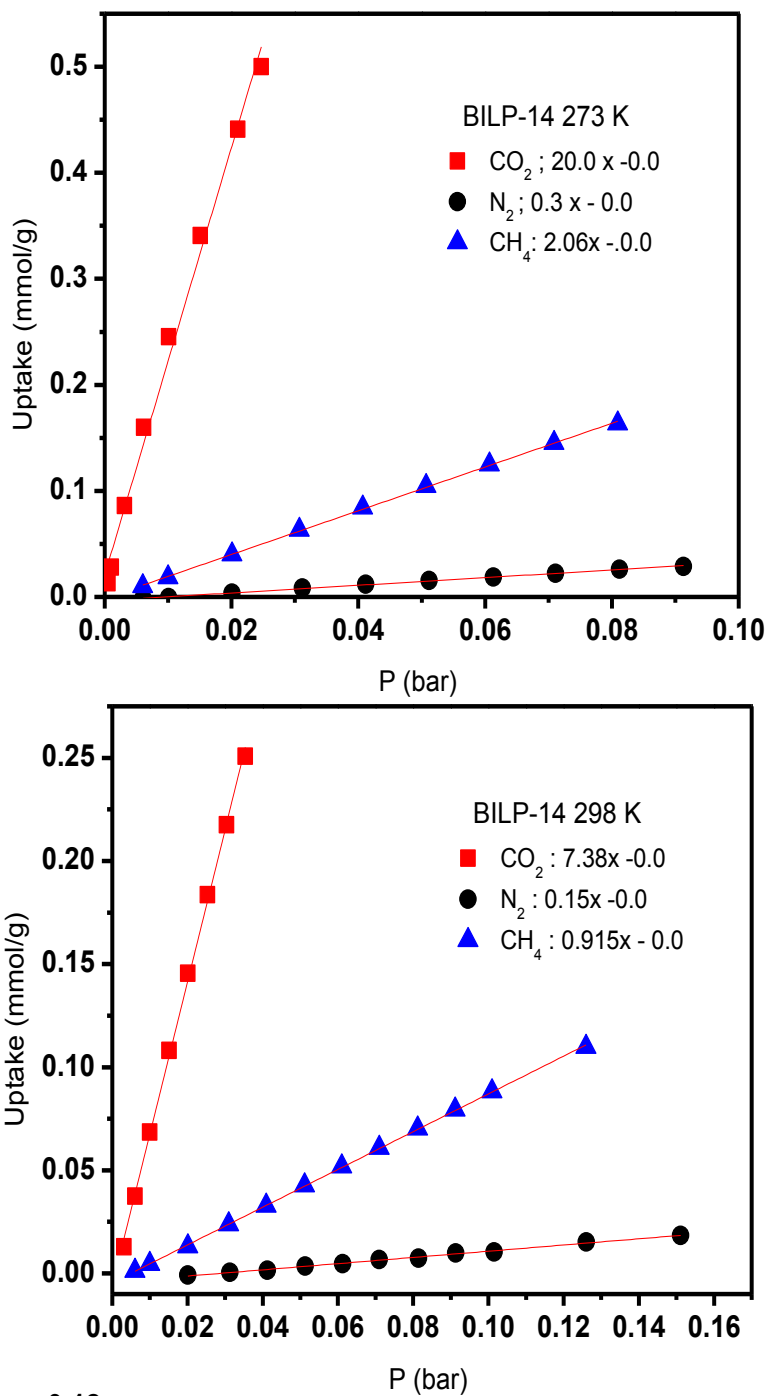 0.5
0.4
0.3
0.2
0.1
0.0
Uptake (mmol/g)
BILP-14 273 K
CO₂ ; 20.0 x -0.0
N₂ ; 0.3 x - 0.0
CH₄: 2.06x -.0.0
0.00 0.02 0.04 0.06 0.08 0.10
P (bar)
0.25
0.20
0.15
0.10
0.05
0.00
Uptake (mmol/g)
BILP-14 298 K
CO₂ : 7.38x -0.0
N₂ : 0.15x -0.0
CH₄ : 0.915x - 0.0
0.00 0.02 0.04 0.06 0.08 0.10 0.12 0.14 0.16
P (bar)